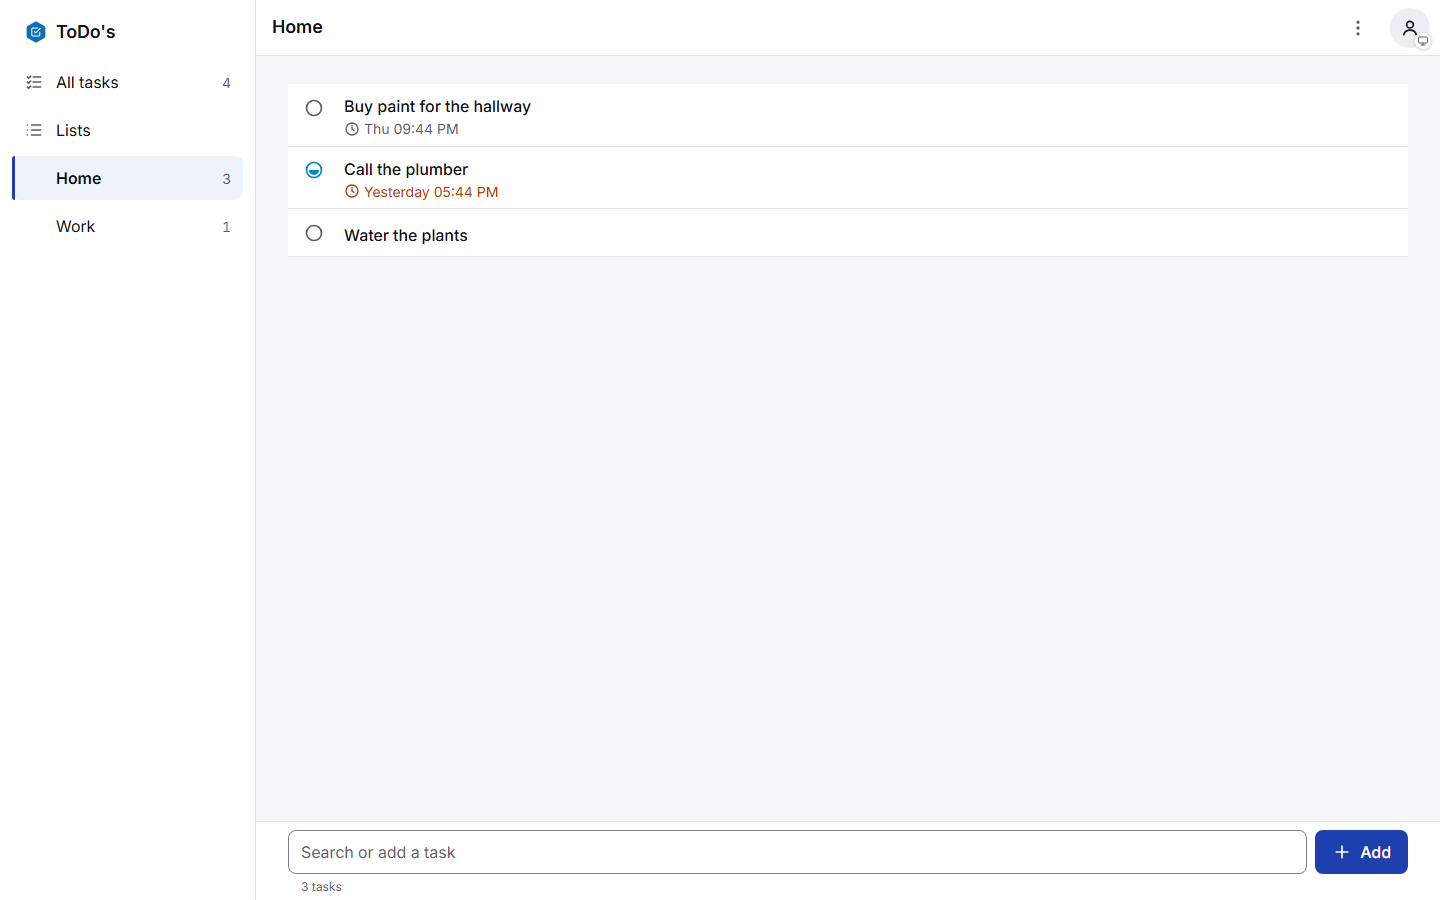 ToDo's
All tasks 4
Lists
Home 3
Work 1
Home
Buy paint for the hallway
Thu 09:44 PM
Call the plumber
Yesterday 05:44 PM
Water the plants
Search or add a task
Add
3 tasks